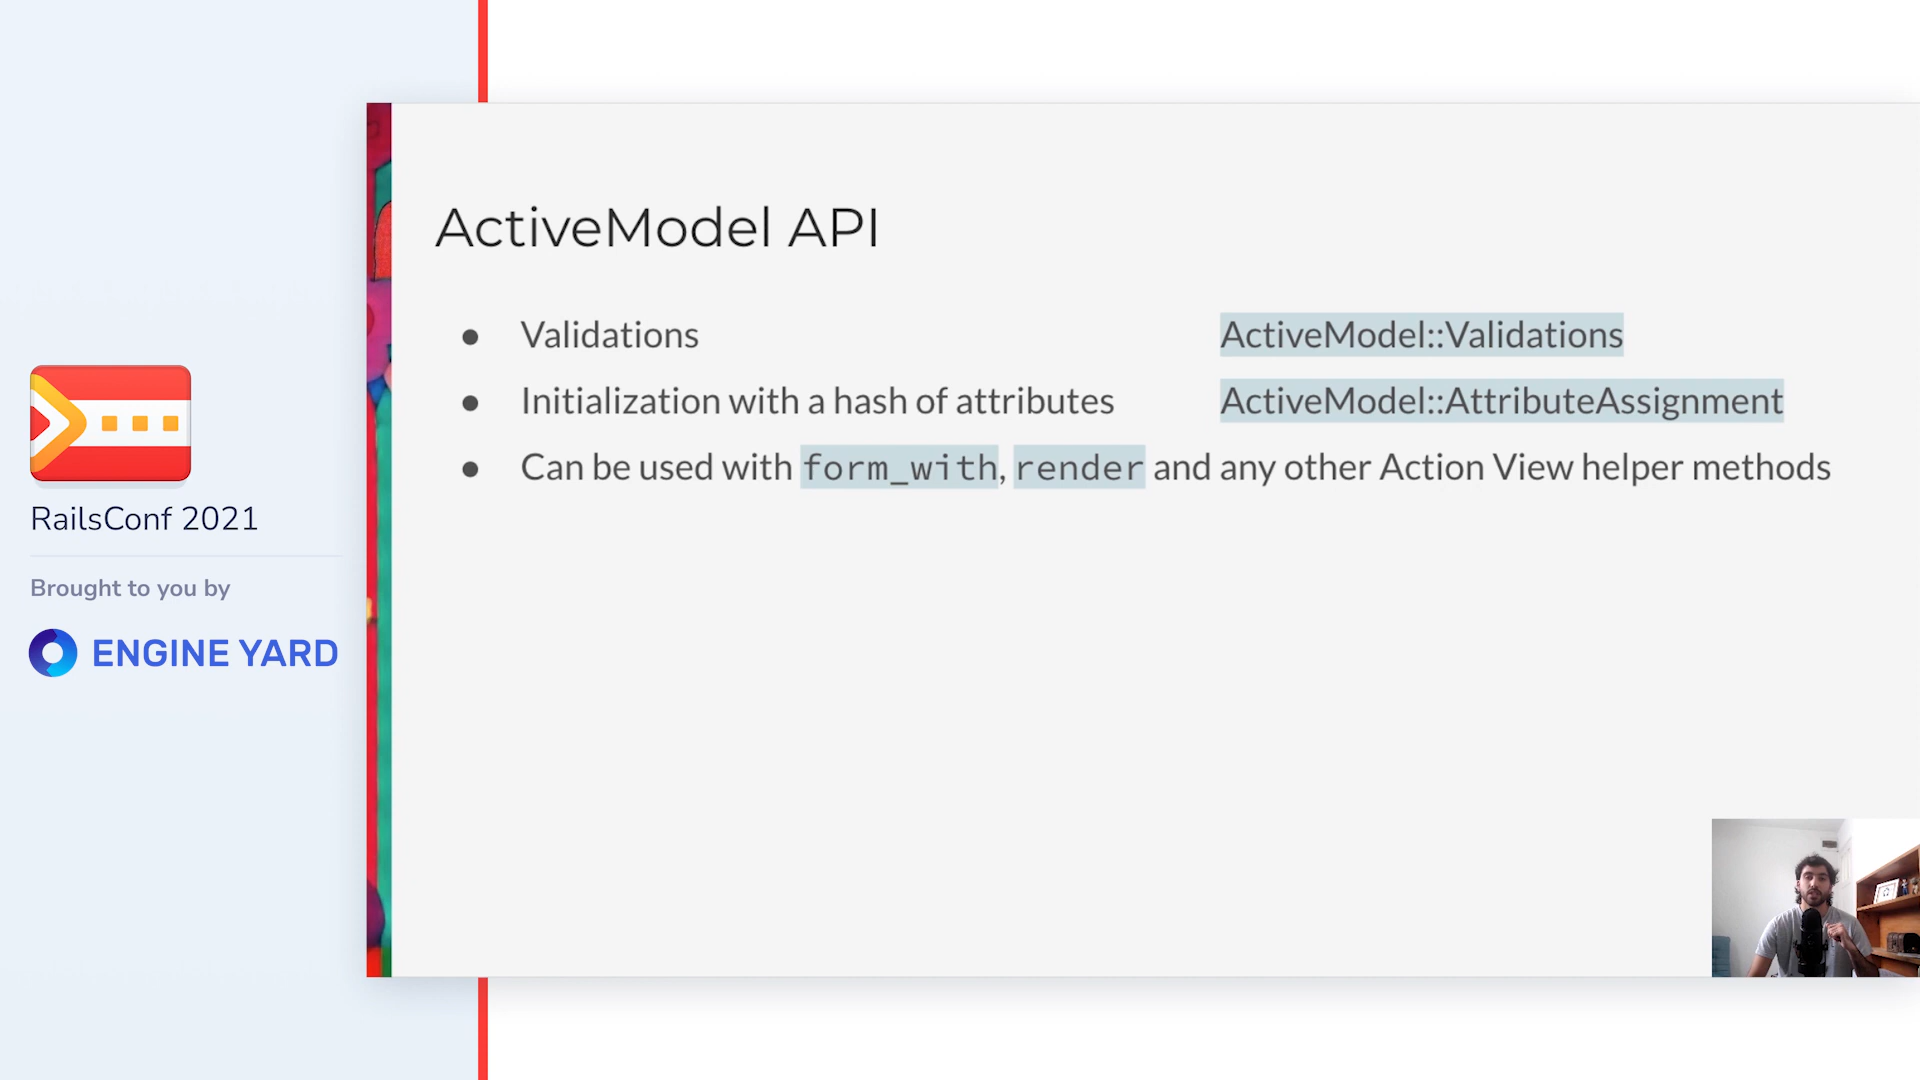 RailsConf 2021
Brought to you by
ENGINE YARD
ActiveModel API
● Validations ActiveModel::Validations
● Initialization with a hash of attributes ActiveModel::AttributeAssignment
● Can be used with form_with, render and any other Action View helper methods